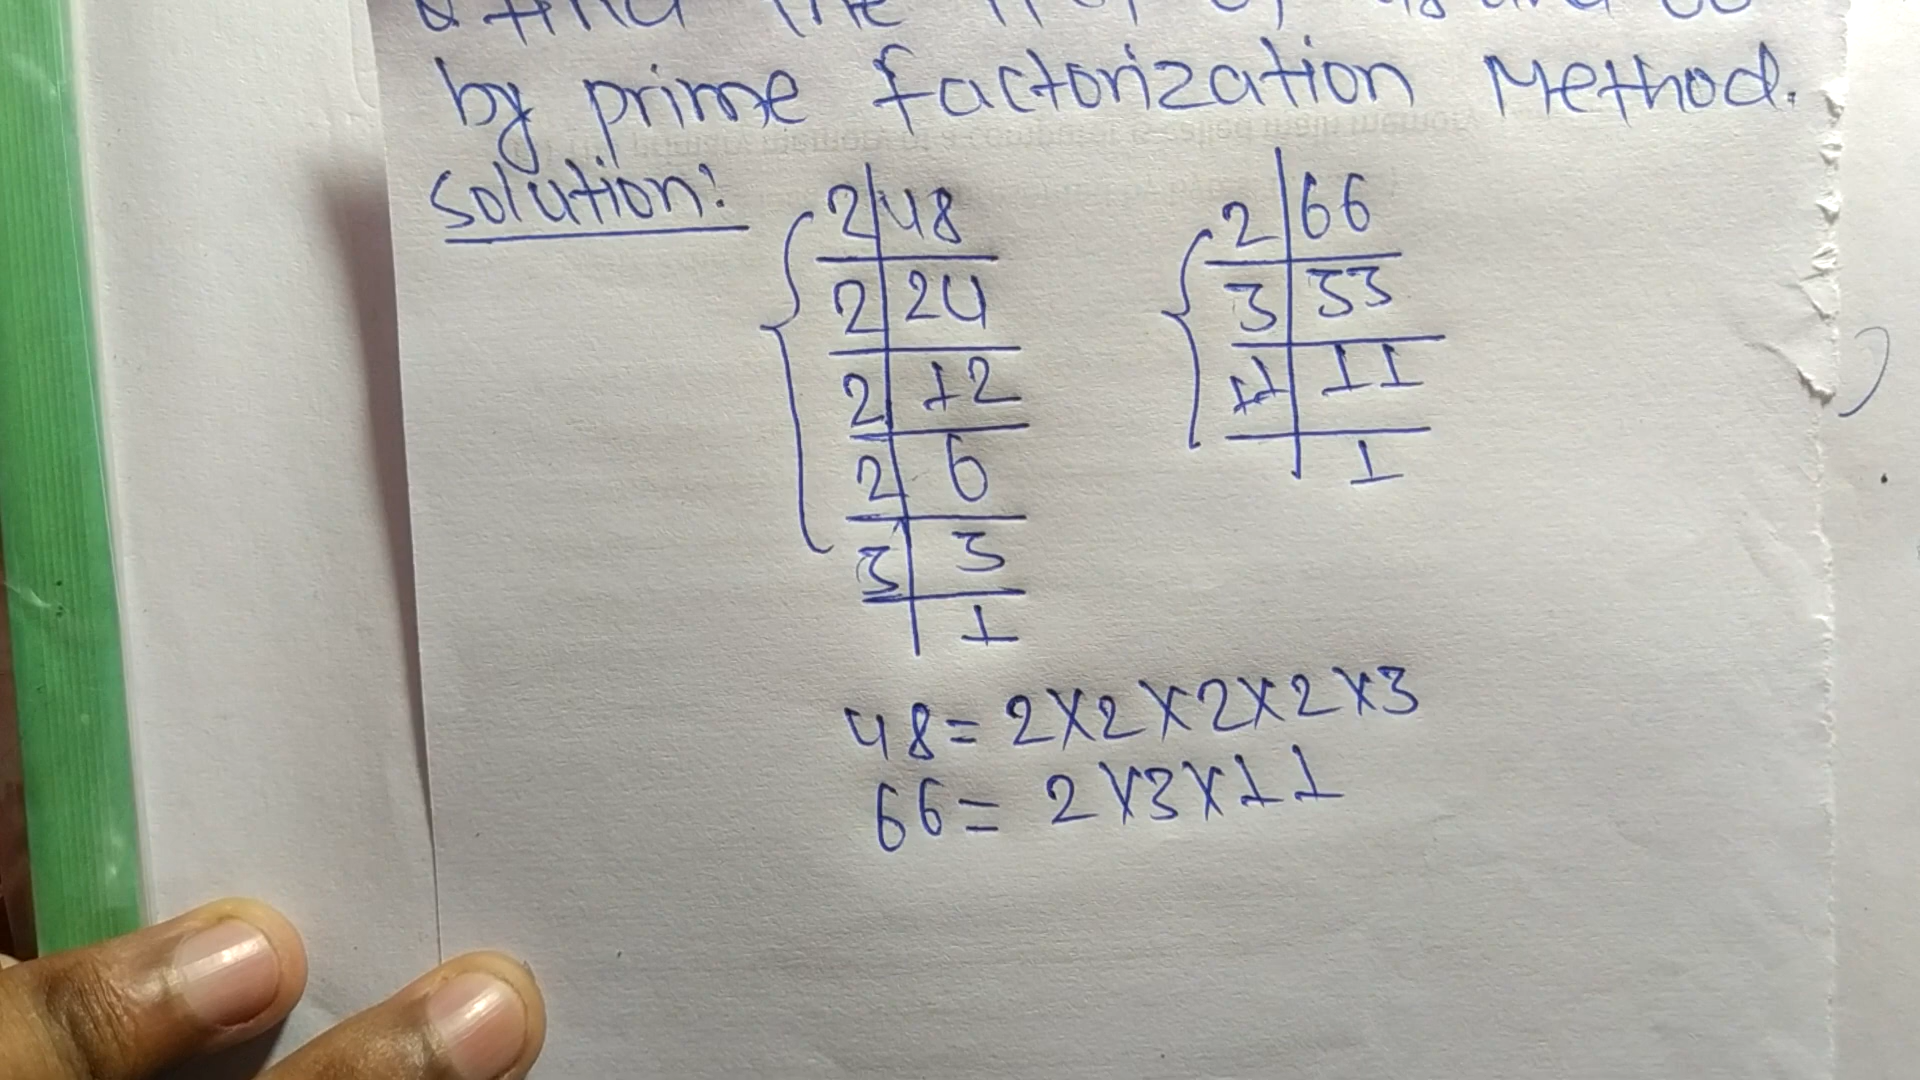 by prime factorization Method.
Solution:
2 48 2 66
2 24 3 33
2 12 11 11
2 6 1
3 3
1
48 = 2×2×2×2×3
66 = 2×3×11